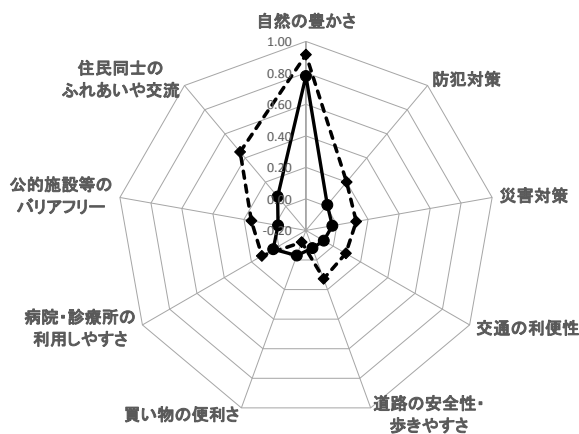 自然の豊かさ
1.00
0.80
0.60
0.40
0.20
0.00
-0.20
防犯対策
災害対策
交通の利便性
道路の安全性・
歩きやすさ
買い物の便利さ
病院・診療所の
利用しやすさ
公的施設等の
バリアフリー
住民同士の
ふれあいや交流